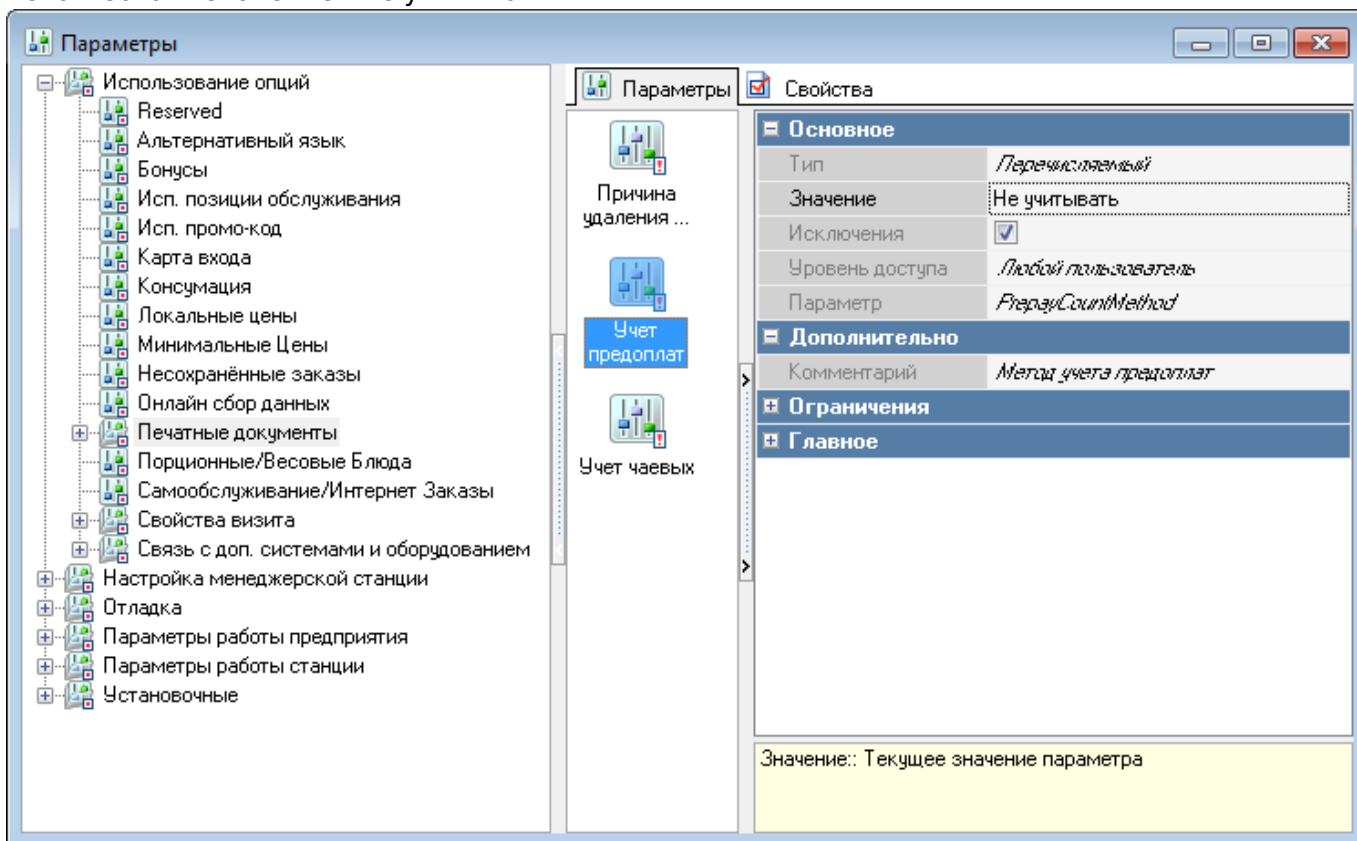 Параметры
Использование опций
Reserved
Альтернативный язык
Бонусы
Исп. позиции обслуживания
Исп. промо-код
Карта входа
Консумация
Локальные цены
Минимальные Цены
Несохранённые заказы
Онлайн сбор данных
Печатные документы
Порционные/Весовые Блюда
Самообслуживание/Интернет Заказы
Свойства визита
Связь с доп. системами и оборудованием
Настройка менеджерской станции
Отладка
Параметры работы предприятия
Параметры работы станции
Установочные
Параметры
Свойства
Причина
удаления ...
Учет
предоплат
Учет чаевых
Основное
Тип Перечисляемый
Значение Не учитывать
Исключения
Уровень доступа Любой пользователь
Параметр PrepayCountMethod
Дополнительно
Комментарий Метод учета предоплат
Ограничения
Главное
Значение:: Текущее значение параметра